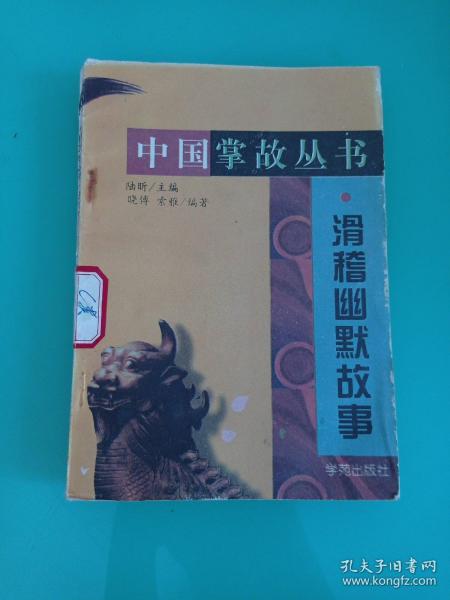 中国掌故丛书
陆昕/主编
晓傅 索雅/编著
·滑稽幽默故事
学苑出版社
孔夫子旧书网
www.kongfz.com